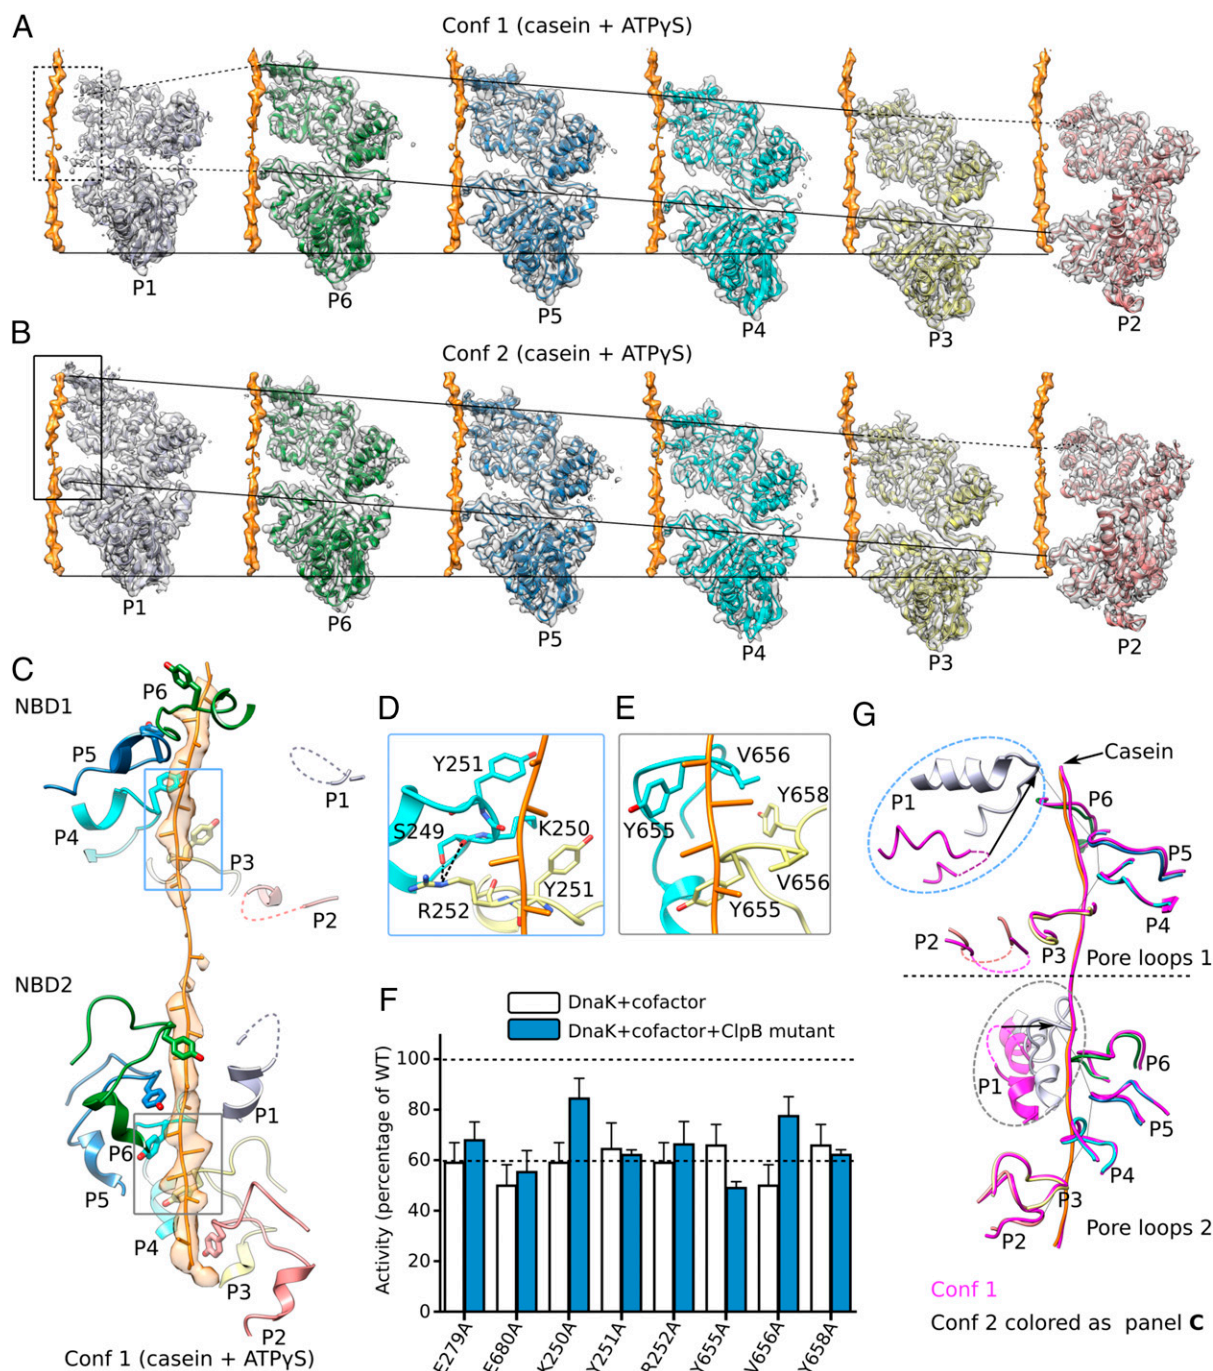 A
Conf 1 (casein + ATPγS)
P1
P6
P5
P4
P3
P2
B
Conf 2 (casein + ATPγS)
P1
P6
P5
P4
P3
P2
C
NBD1
P6
P5
P4
P1
P3
P2
NBD2
P6
P5
P4
P1
P3
P2
Conf 1 (casein + ATPγS)
D
Y251
S249
K250
Y251
R252
E
V656
Y658
Y655
V656
Y655
F
DnaK+cofactor
DnaK+cofactor+ClpB mutant
Activity (percentage of WT)
100
80
60
40
20
0
E279A
E680A
K250A
Y251A
R252A
Y655A
V656A
Y658A
G
Casein
P1
P6
P5
P4
P2
P3
Pore loops 1
P1
P6
P5
P4
P3
P2
Pore loops 2
Conf 1
Conf 2 colored as panel C